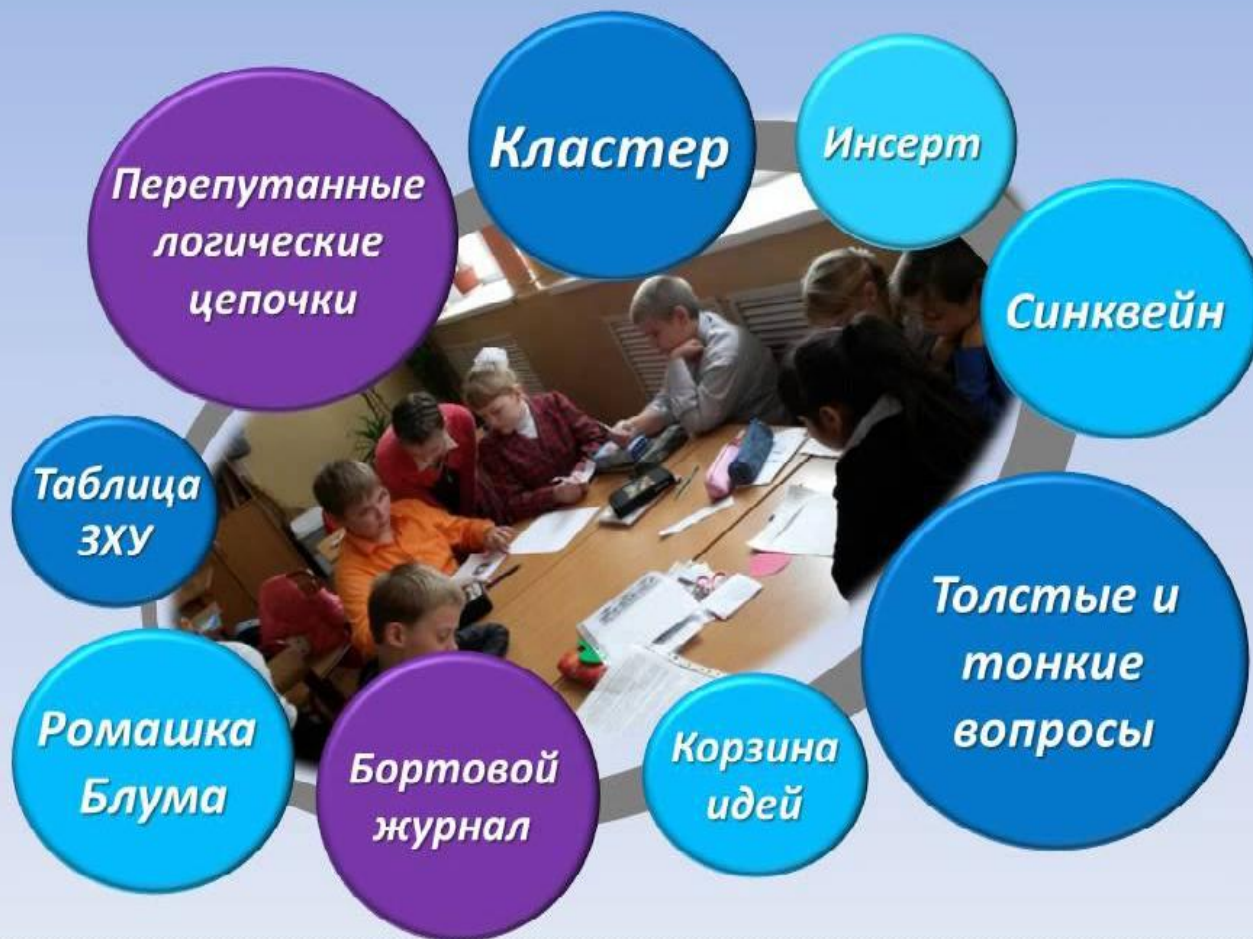 Кластер
Инсерт
Перепутанные
логические
цепочки
Синквейн
Таблица
ЗХУ
Толстые и
тонкие
вопросы
Ромашка
Блума
Бортовой
журнал
Корзина
идей